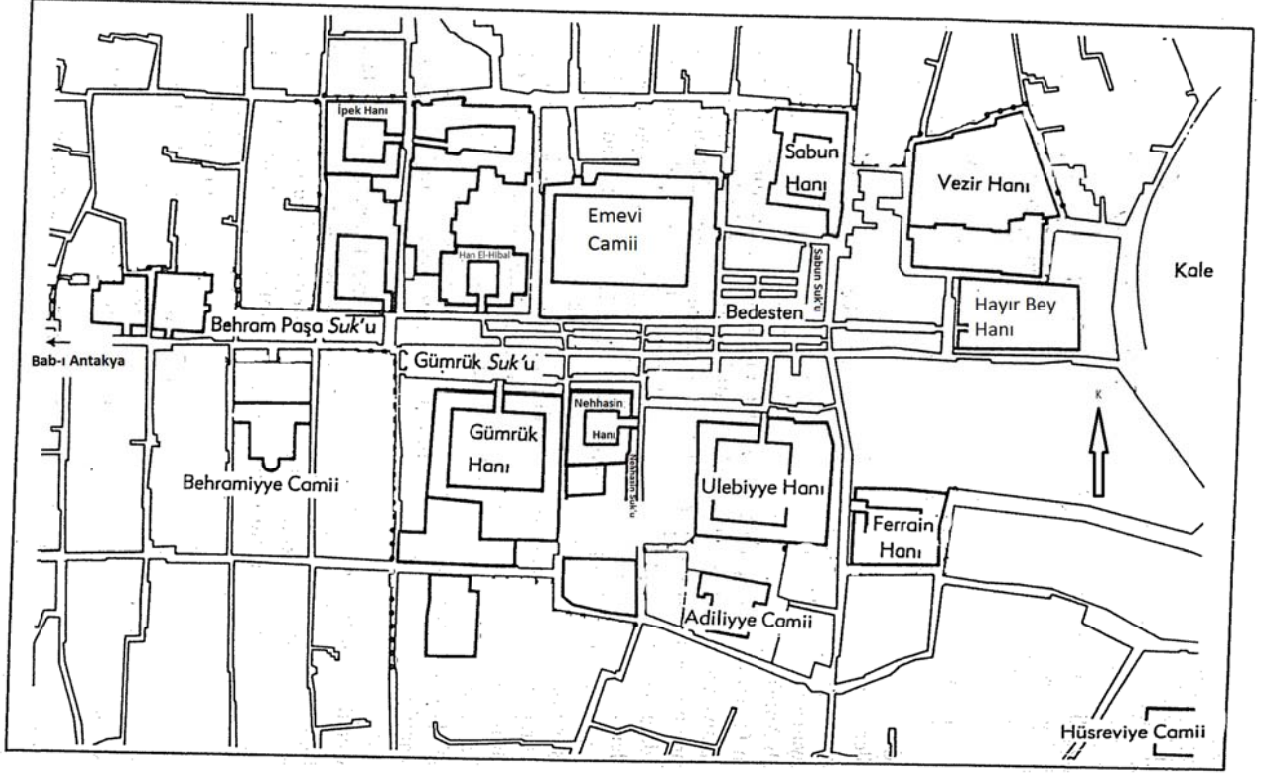 İpek Hanı
Sabun
Hanı
Vezir Hanı
Emevi
Camii
Han El-Hibal
Sabun Suk'u
Kale
Hayır Bey
Hanı
Bedesten
Behram Paşa Suk'u
Bab-ı Antakya
Gümrük Suk'u
K
Nehhasin
Hanı
Gümrük
Hanı
Nehhasin Suk'u
Behramiyye Camii
Ulebiyye Hanı
Ferrain
Hanı
Adiliyye Camii
Hüsreviye Camii